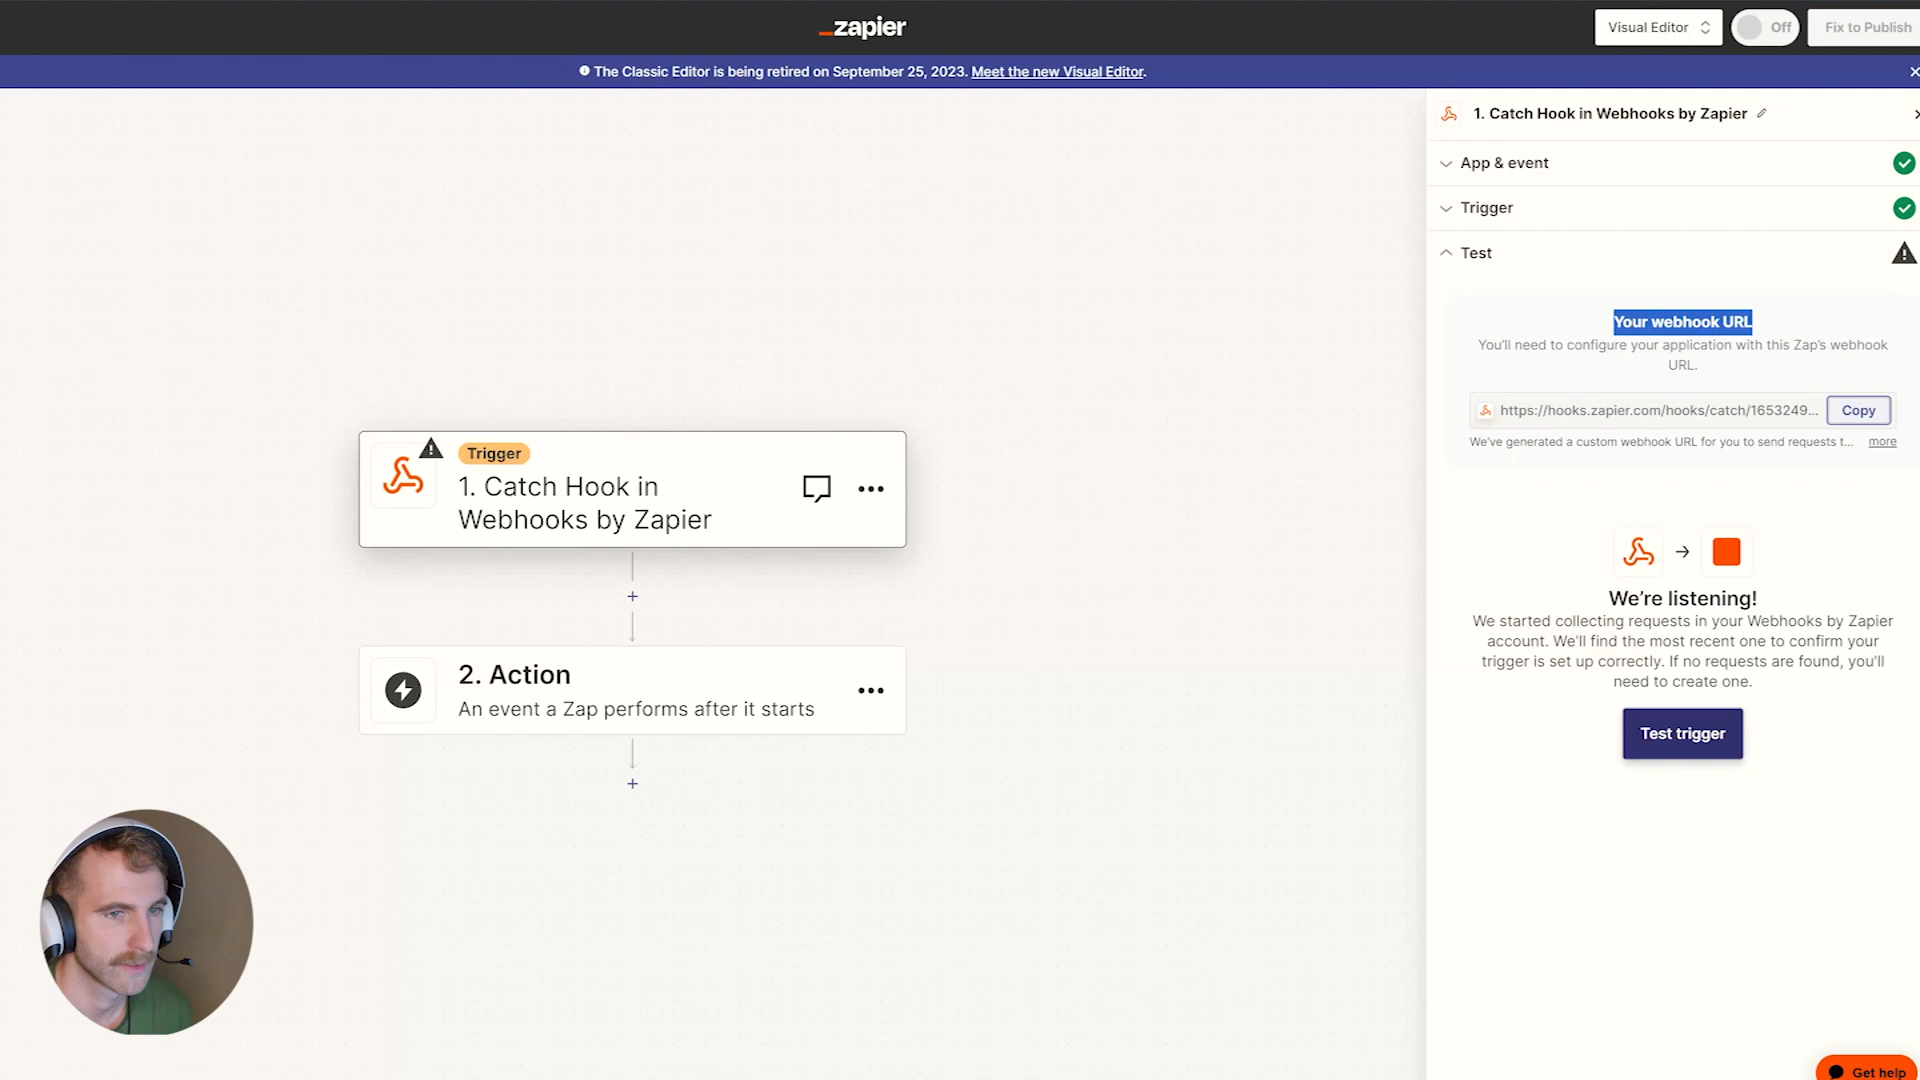 _zapier
Visual Editor
Off
Fix to Publish
The Classic Editor is being retired on September 25, 2023. Meet the new Visual Editor.
1. Catch Hook in Webhooks by Zapier
App & event
Trigger
Test
Your webhook URL
You'll need to configure your application with this Zap's webhook
URL.
https://hooks.zapier.com/hooks/catch/1653249...
Copy
We've generated a custom webhook URL for you to send requests t...
more
Trigger
1. Catch Hook in
Webhooks by Zapier
2. Action
An event a Zap performs after it starts
We're listening!
We started collecting requests in your Webhooks by Zapier
account. We'll find the most recent one to confirm your
trigger is set up correctly. If no requests are found, you'll
need to create one.
Test trigger
Get help